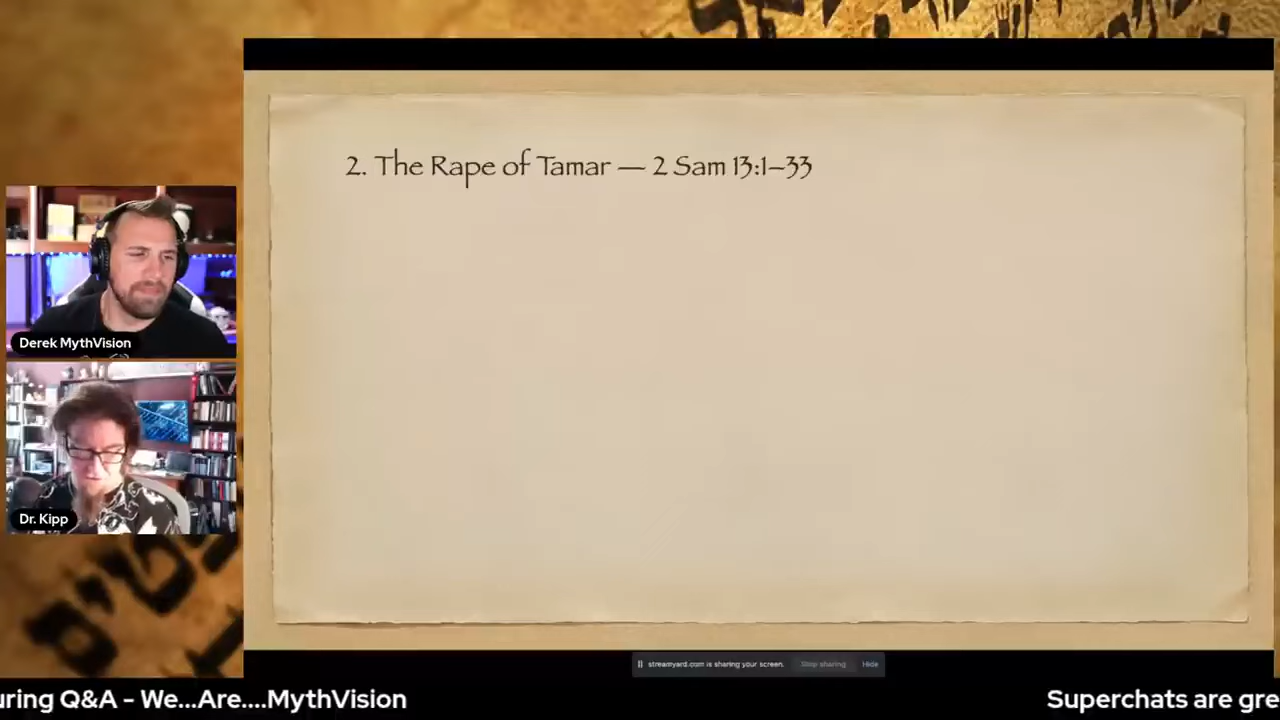 2. The Rape of Tamar — 2 Sam 13:1–33
Derek MythVision
Dr. Kipp
streamyard.com is sharing your screen. Stop sharing Hide
uring Q&A - We...Are....MythVision
Superchats are gre